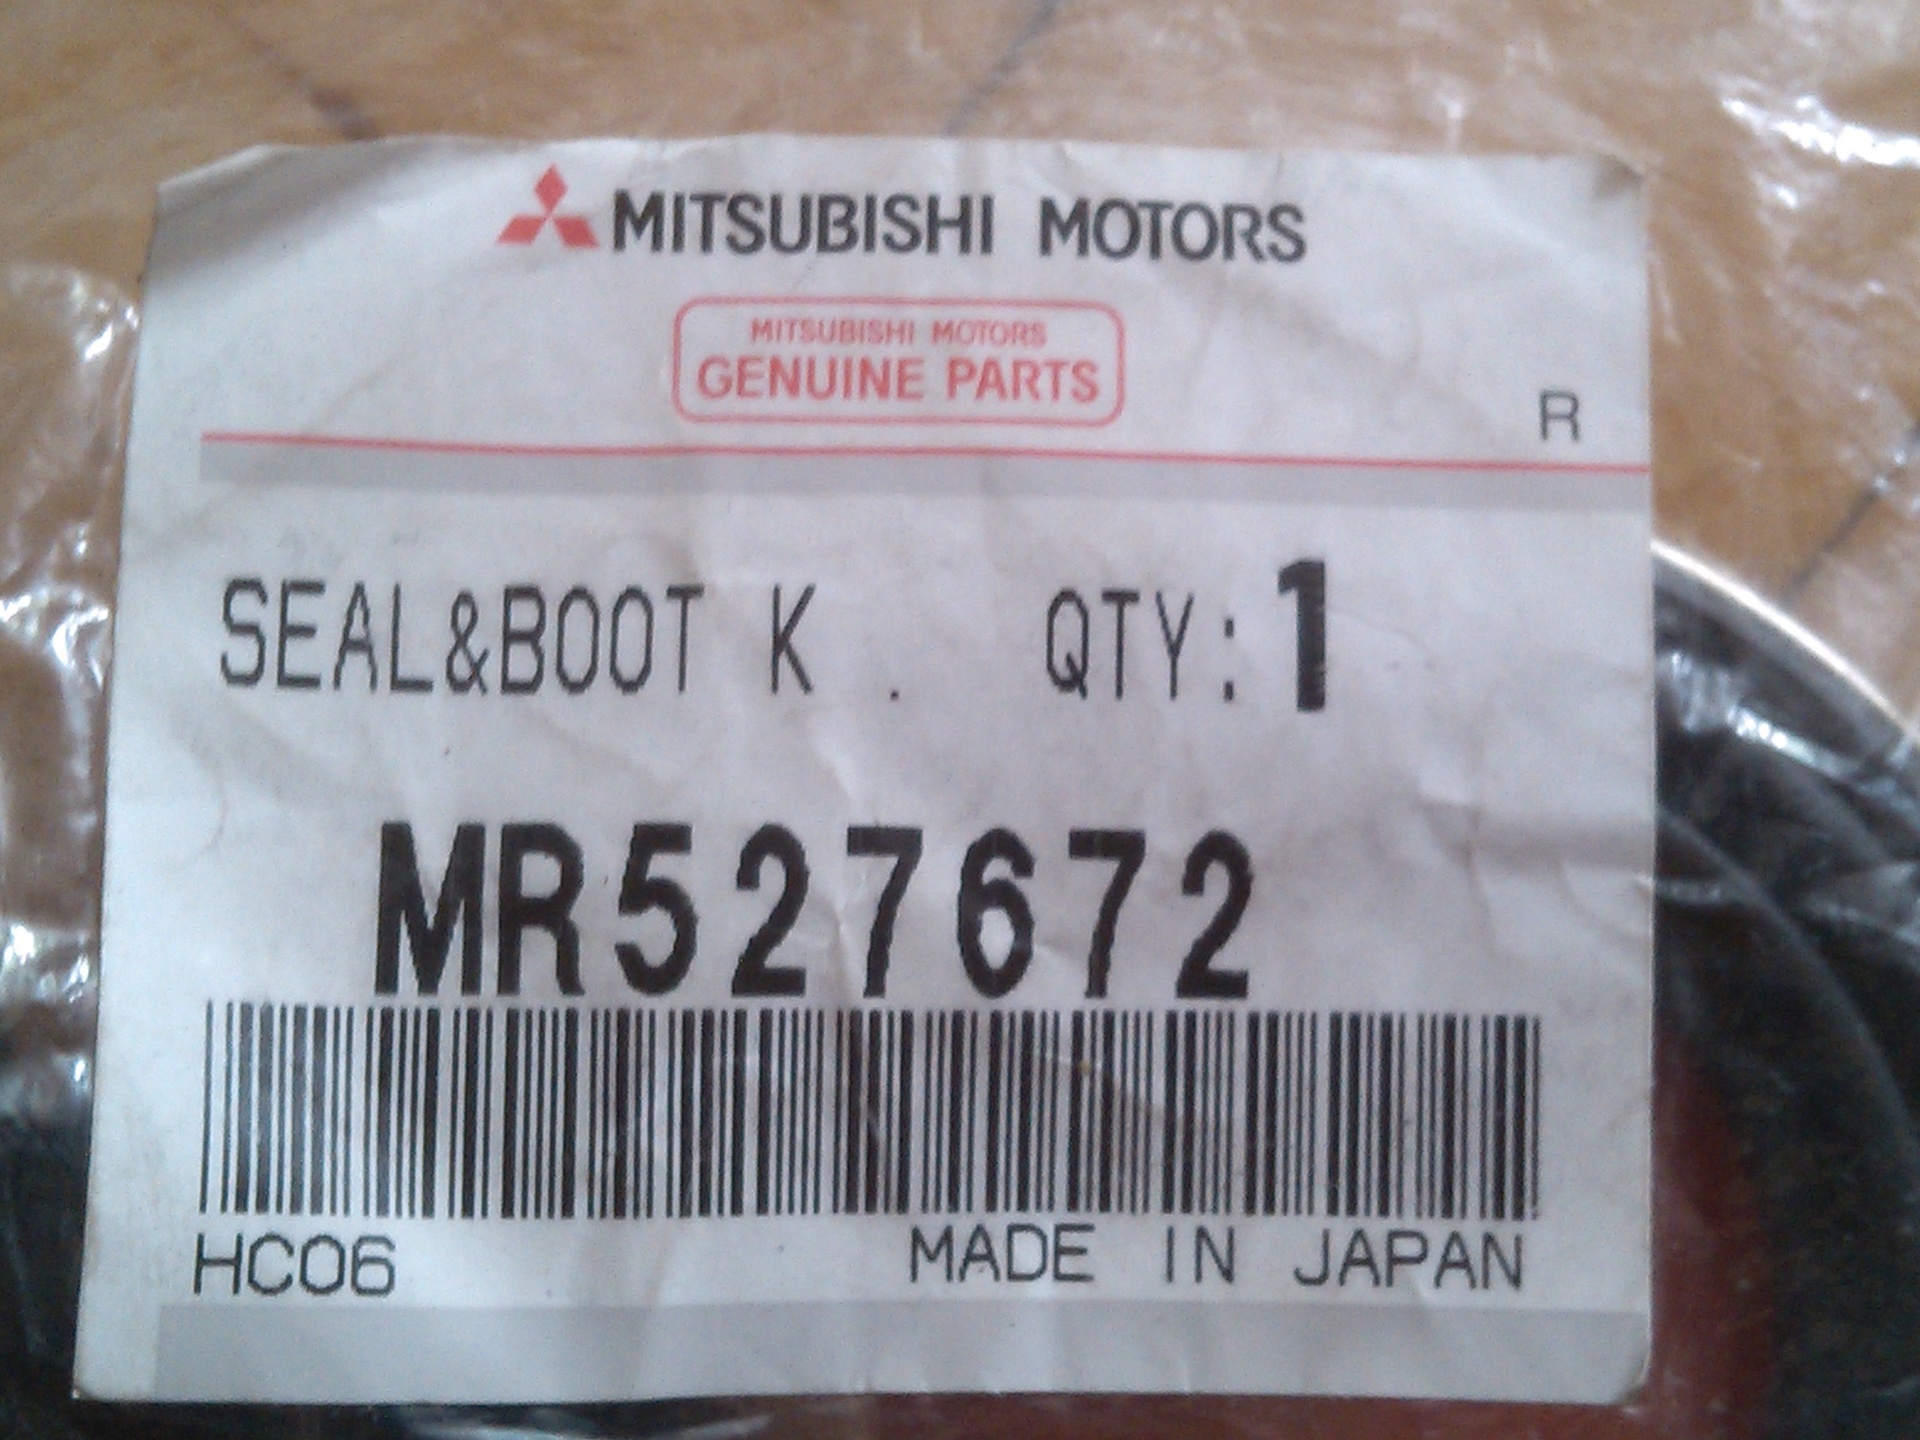 MITSUBISHI MOTORS
MITSUBISHI MOTORS
GENUINE PARTS
R
SEAL&BOOT K . QTY:1
MR527672
HC06 MADE IN JAPAN